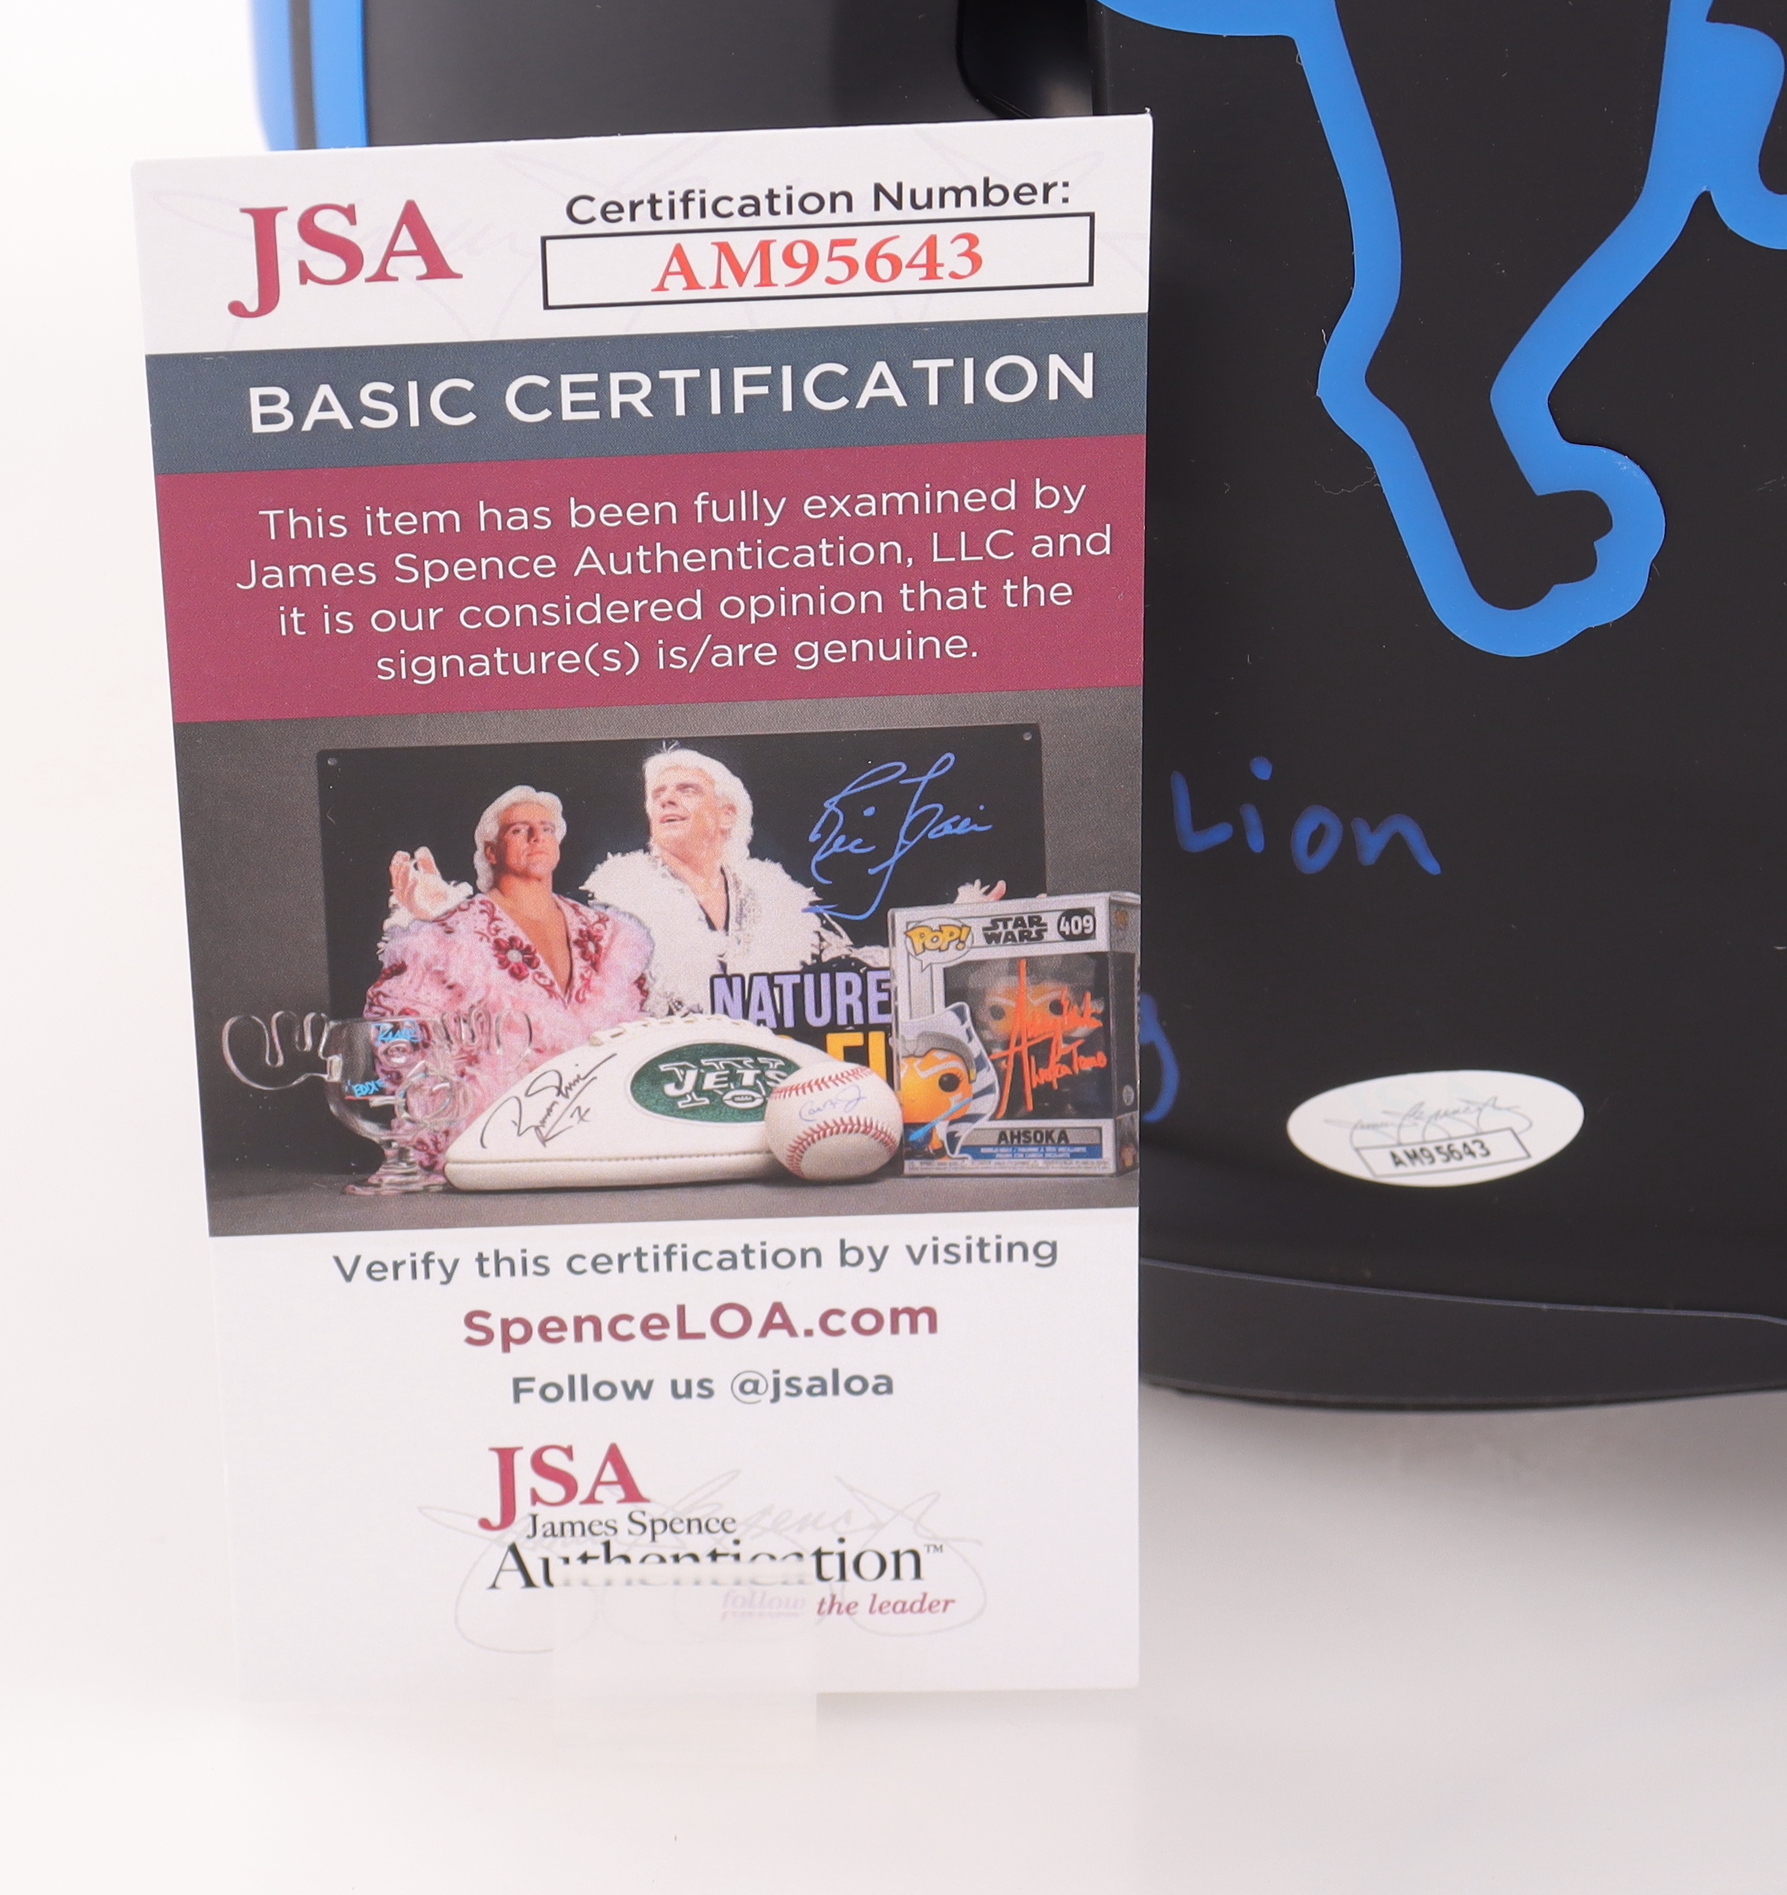 JSA
Certification Number:
AM95643
BASIC CERTIFICATION
This item has been fully examined by
James Spence Authentication, LLC and
it is our considered opinion that the
signature(s) is/are genuine.
NATURE
POP!
STAR
WARS
409
JETS
AHSOKA
Lion
AM95643
Verify this certification by visiting
SpenceLOA.com
Follow us @jsaloa
JSA
James Spence
Authentication™
follow the leader